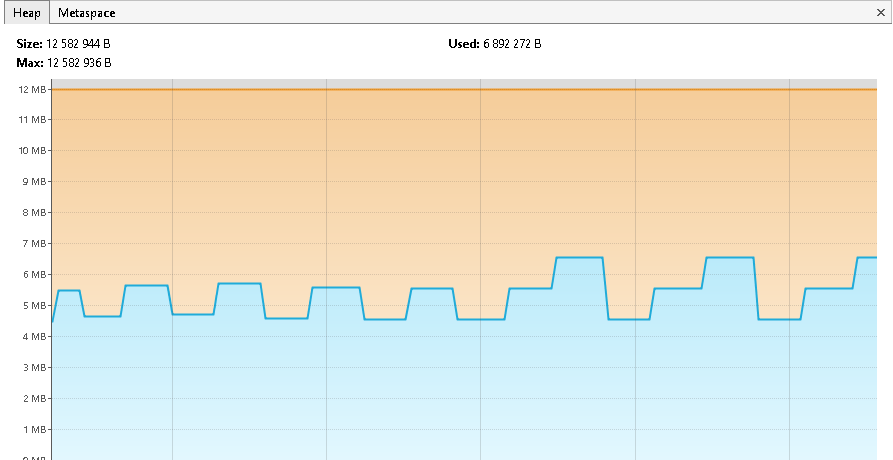 Heap Metaspace ×
Size: 12 582 944 B Used: 6 892 272 B
Max: 12 582 936 B
12 MB
11 MB
10 MB
9 MB
8 MB
7 MB
6 MB
5 MB
4 MB
3 MB
2 MB
1 MB
0 MB